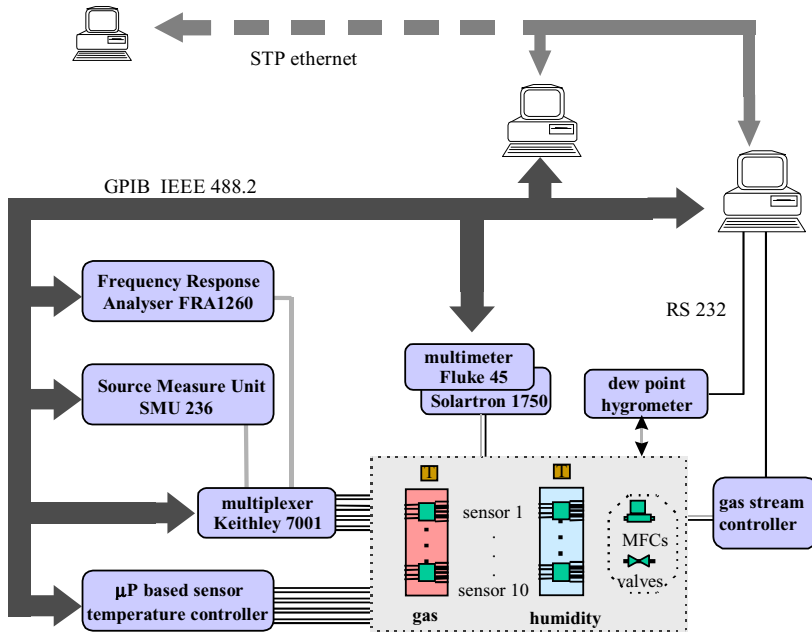 STP ethernet
GPIB IEEE 488.2
Frequency Response
Analyser FRA1260
RS 232
multimeter
Fluke 45
Solartron 1750
Source Measure Unit
SMU 236
dew point
hygrometer
T
T
multiplexer
Keithley 7001
sensor 1
.
.
.
sensor 10
MFCs
valves
gas stream
controller
μP based sensor
temperature controller
gas
humidity